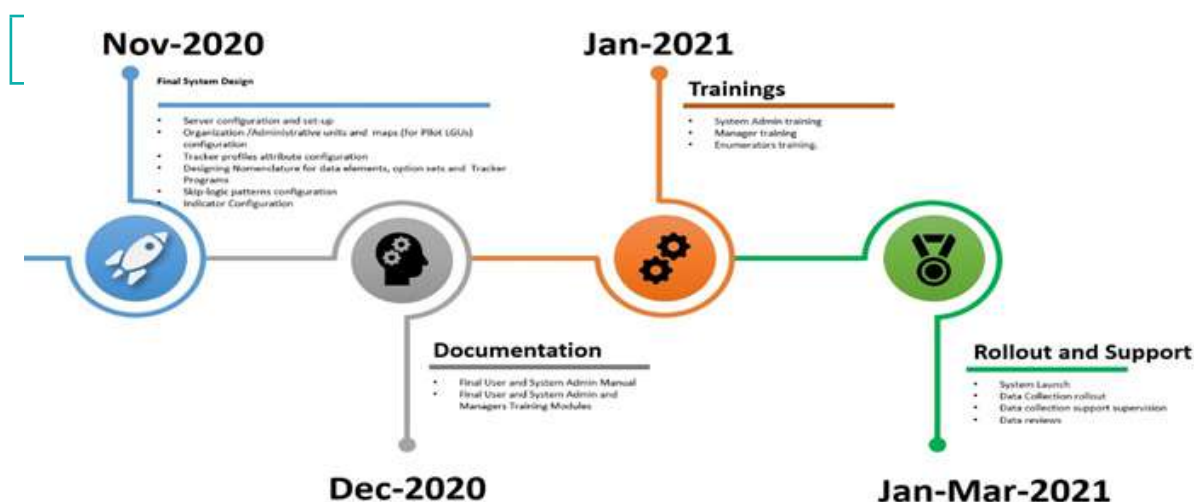 Nov-2020
Final System Design
• Server configuration and set-up
• Organization /Administrative units and maps (for Pilot LGUs)
configuration
• Tracker profiles attribute configuration
• Designing Nomenclature for data elements, option sets and Tracker
Programs
• Skip-logic patterns configuration
• Indicator Configuration
Documentation
• Final User and System Admin Manual
• Final User and System Admin and
Managers Training Modules
Dec-2020
Jan-2021
Trainings
• System Admin training
• Manager training
• Enumerators training.
Rollout and Support
• System Launch
• Data Collection rollout
• Data collection support supervision
• Data reviews
Jan-Mar-2021